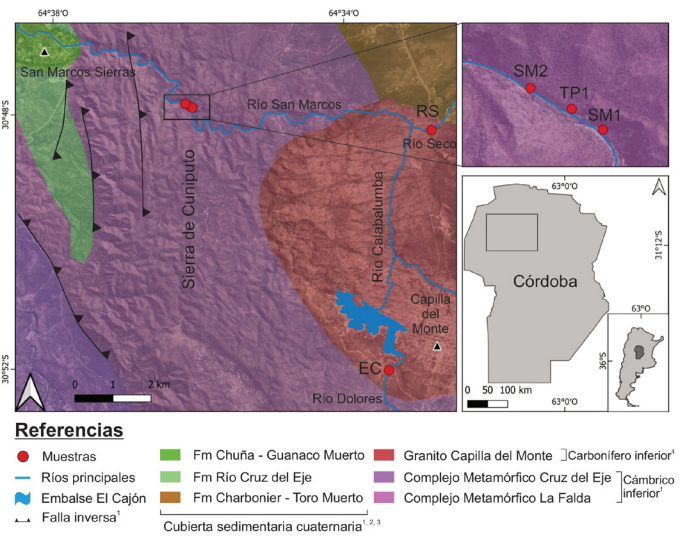 64°38'O
64°34'O
San Marcos Sierras
Río San Marcos
RS
Río Seco
30°48'S
Sierra de Cuniputo
Río Calabalumba
Capilla
del
Monte
EC
Río Dolores
30°52'S
0 1 2 km
SM2
TP1
SM1
63°0'O
31°12'S
Córdoba
63°O
36°S
0 50 100 km
63°0'O
Referencias
Muestras
Ríos principales
Embalse El Cajón
Falla inversa¹
Fm Chuña - Guanaco Muerto
Fm Río Cruz del Eje
Fm Charbonier - Toro Muerto
Cubierta sedimentaria cuaternaria¹, ², ³
Granito Capilla del Monte
Carbonífero inferior⁴
Complejo Metamórfico Cruz del Eje
Complejo Metamórfico La Falda
Cámbrico
inferior¹